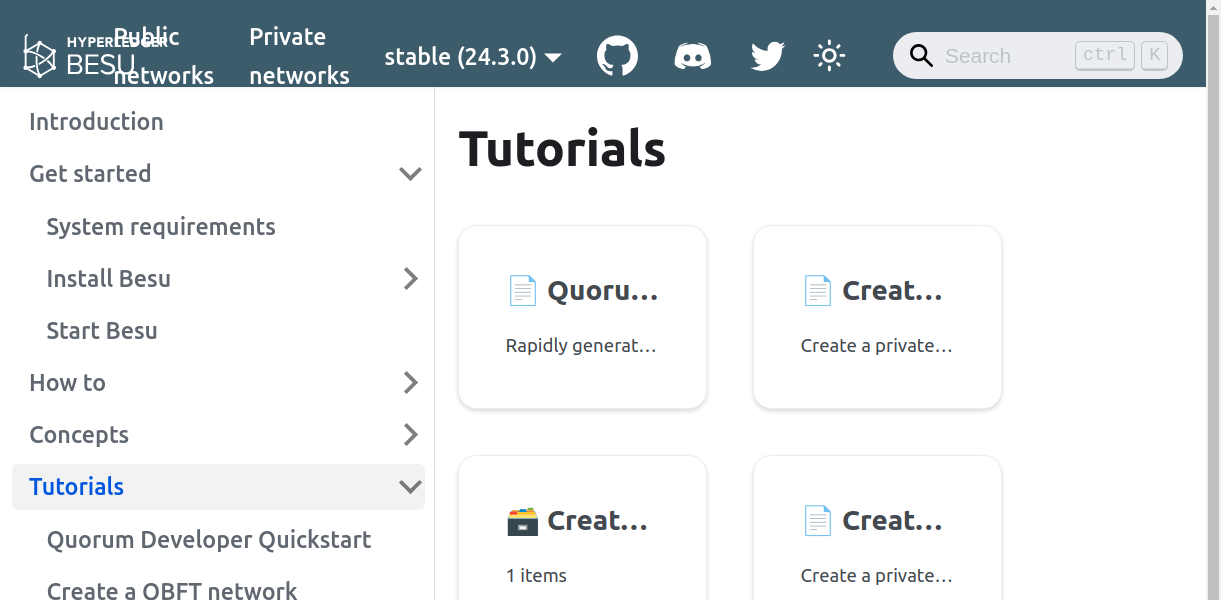 HYPERLEDGER
BESU
Public networks
Private networks
stable (24.3.0)
Search
ctrl K
Introduction
Get started
System requirements
Install Besu
Start Besu
How to
Concepts
Tutorials
Quorum Developer Quickstart
Create a QBFT network
Tutorials
Quoru…
Rapidly generat…
Creat…
Create a private…
Creat…
1 items
Creat…
Create a private…